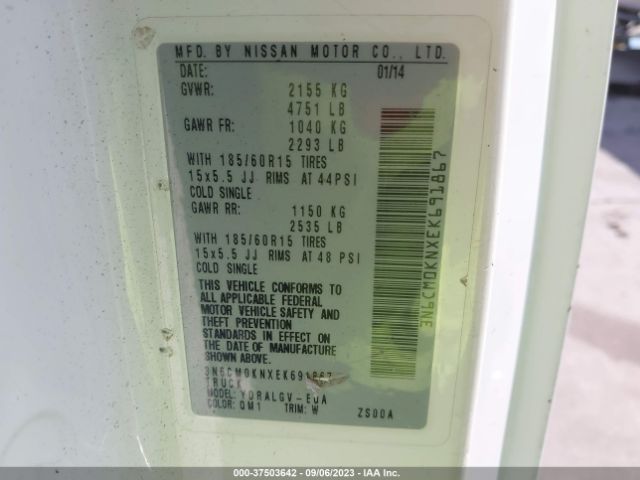 MFD. BY NISSAN MOTOR CO., LTD.
DATE: 01/14
GVWR: 2155 KG
4751 LB
GAWR FR: 1040 KG
2293 LB
WITH 185/60R15 TIRES
15x5.5 JJ RIMS AT 44PSI
COLD SINGLE
GAWR RR: 1150 KG
2535 LB
WITH 185/60R15 TIRES
15x5.5 JJ RIMS AT 48 PSI
COLD SINGLE
THIS VEHICLE CONFORMS TO
ALL APPLICABLE FEDERAL
MOTOR VEHICLE SAFETY AND
THEFT PREVENTION
STANDARDS IN EFFECT ON
THE DATE OF MANUFACTURE
SHOWN ABOVE.
3N6CM0KNXEK691867
TRUCK
MODEL: YDRALGV-EUA
COLOR: QM1 TRIM: W ZS00A
3N6CM0KNXEK691867
000-37503642 - 09/06/2023 - IAA Inc.